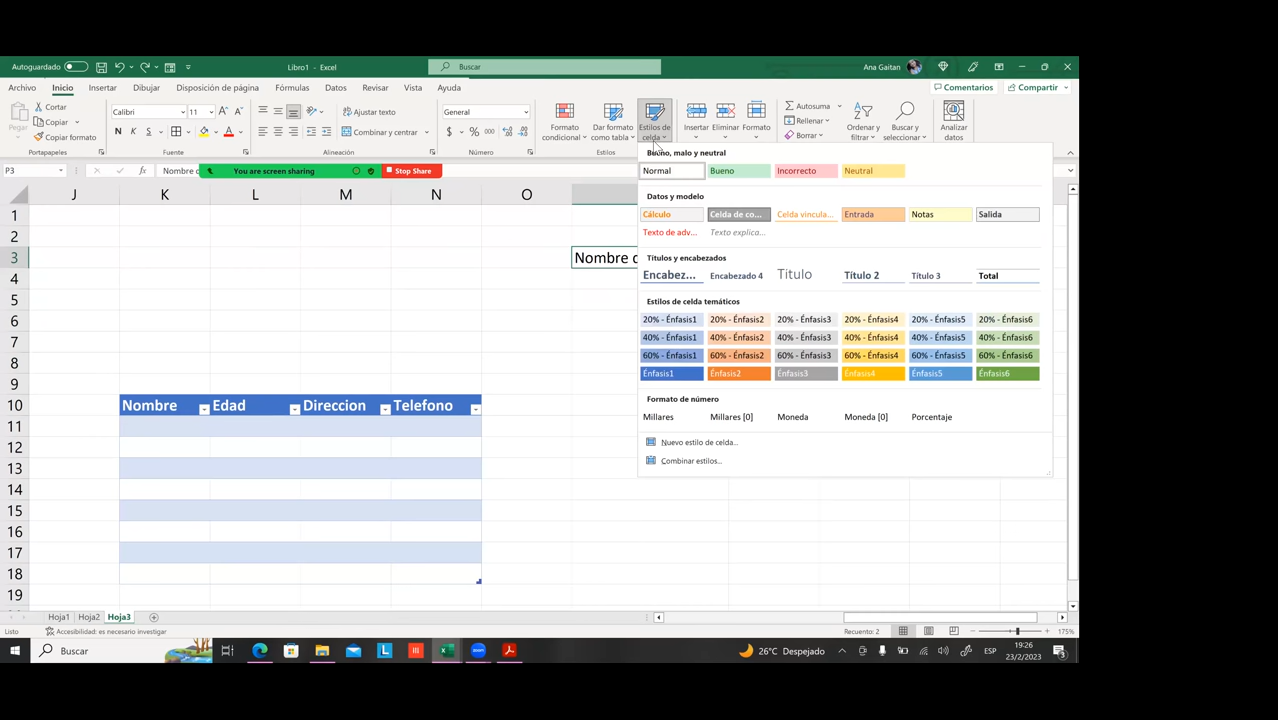 Autoguardado
Libro1 - Excel
Buscar
Ana Gaitan
Archivo Inicio Insertar Dibujar Disposición de página Fórmulas Datos Revisar Vista Ayuda
Comentarios Compartir
Pegar
Cortar
Copiar
Copiar formato
Portapapeles
Calibri 11
N K S
Fuente
Ajustar texto
Combinar y centrar
Alineación
General
$ % 000
Número
Formato condicional
Dar formato como tabla
Estilos de celda
Estilos
Insertar Eliminar Formato
Autosuma
Rellenar
Borrar
Ordenar y filtrar
Buscar y seleccionar
Analizar datos
P3
Nombre
You are screen sharing
Stop Share
Bueno, malo y neutral
Normal Bueno Incorrecto Neutral
Datos y modelo
Cálculo Celda de co... Celda vincula... Entrada Notas Salida
Texto de adv... Texto explica...
Títulos y encabezados
Encabez... Encabezado 4 Título Título 2 Título 3 Total
Estilos de celda temáticos
20% - Énfasis1 20% - Énfasis2 20% - Énfasis3 20% - Énfasis4 20% - Énfasis5 20% - Énfasis6
40% - Énfasis1 40% - Énfasis2 40% - Énfasis3 40% - Énfasis4 40% - Énfasis5 40% - Énfasis6
60% - Énfasis1 60% - Énfasis2 60% - Énfasis3 60% - Énfasis4 60% - Énfasis5 60% - Énfasis6
Énfasis1 Énfasis2 Énfasis3 Énfasis4 Énfasis5 Énfasis6
Formato de número
Millares Millares [0] Moneda Moneda [0] Porcentaje
Nuevo estilo de celda...
Combinar estilos...
J K L M N O
1
2
3 Nombre
4
5
6
7
8
9
10 Nombre Edad Direccion Telefono
11
12
13
14
15
16
17
18
19
Hoja1 Hoja2 Hoja3
Listo
Accesibilidad: es necesario investigar
Recuento: 2
175%
Buscar
26°C Despejado
ESP
19:26
23/2/2023
3